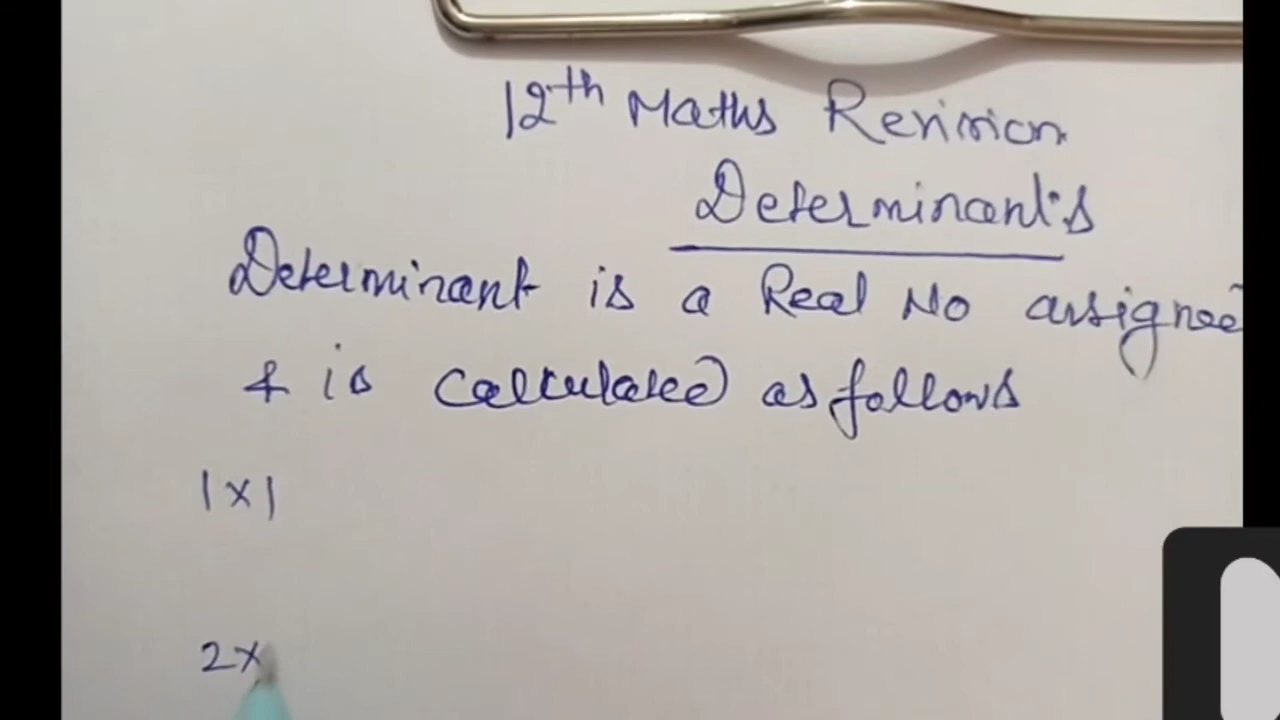 12th Maths Revision
Determinants
Determinant is a Real No assigned
& is calculated as follows
1×1
2×